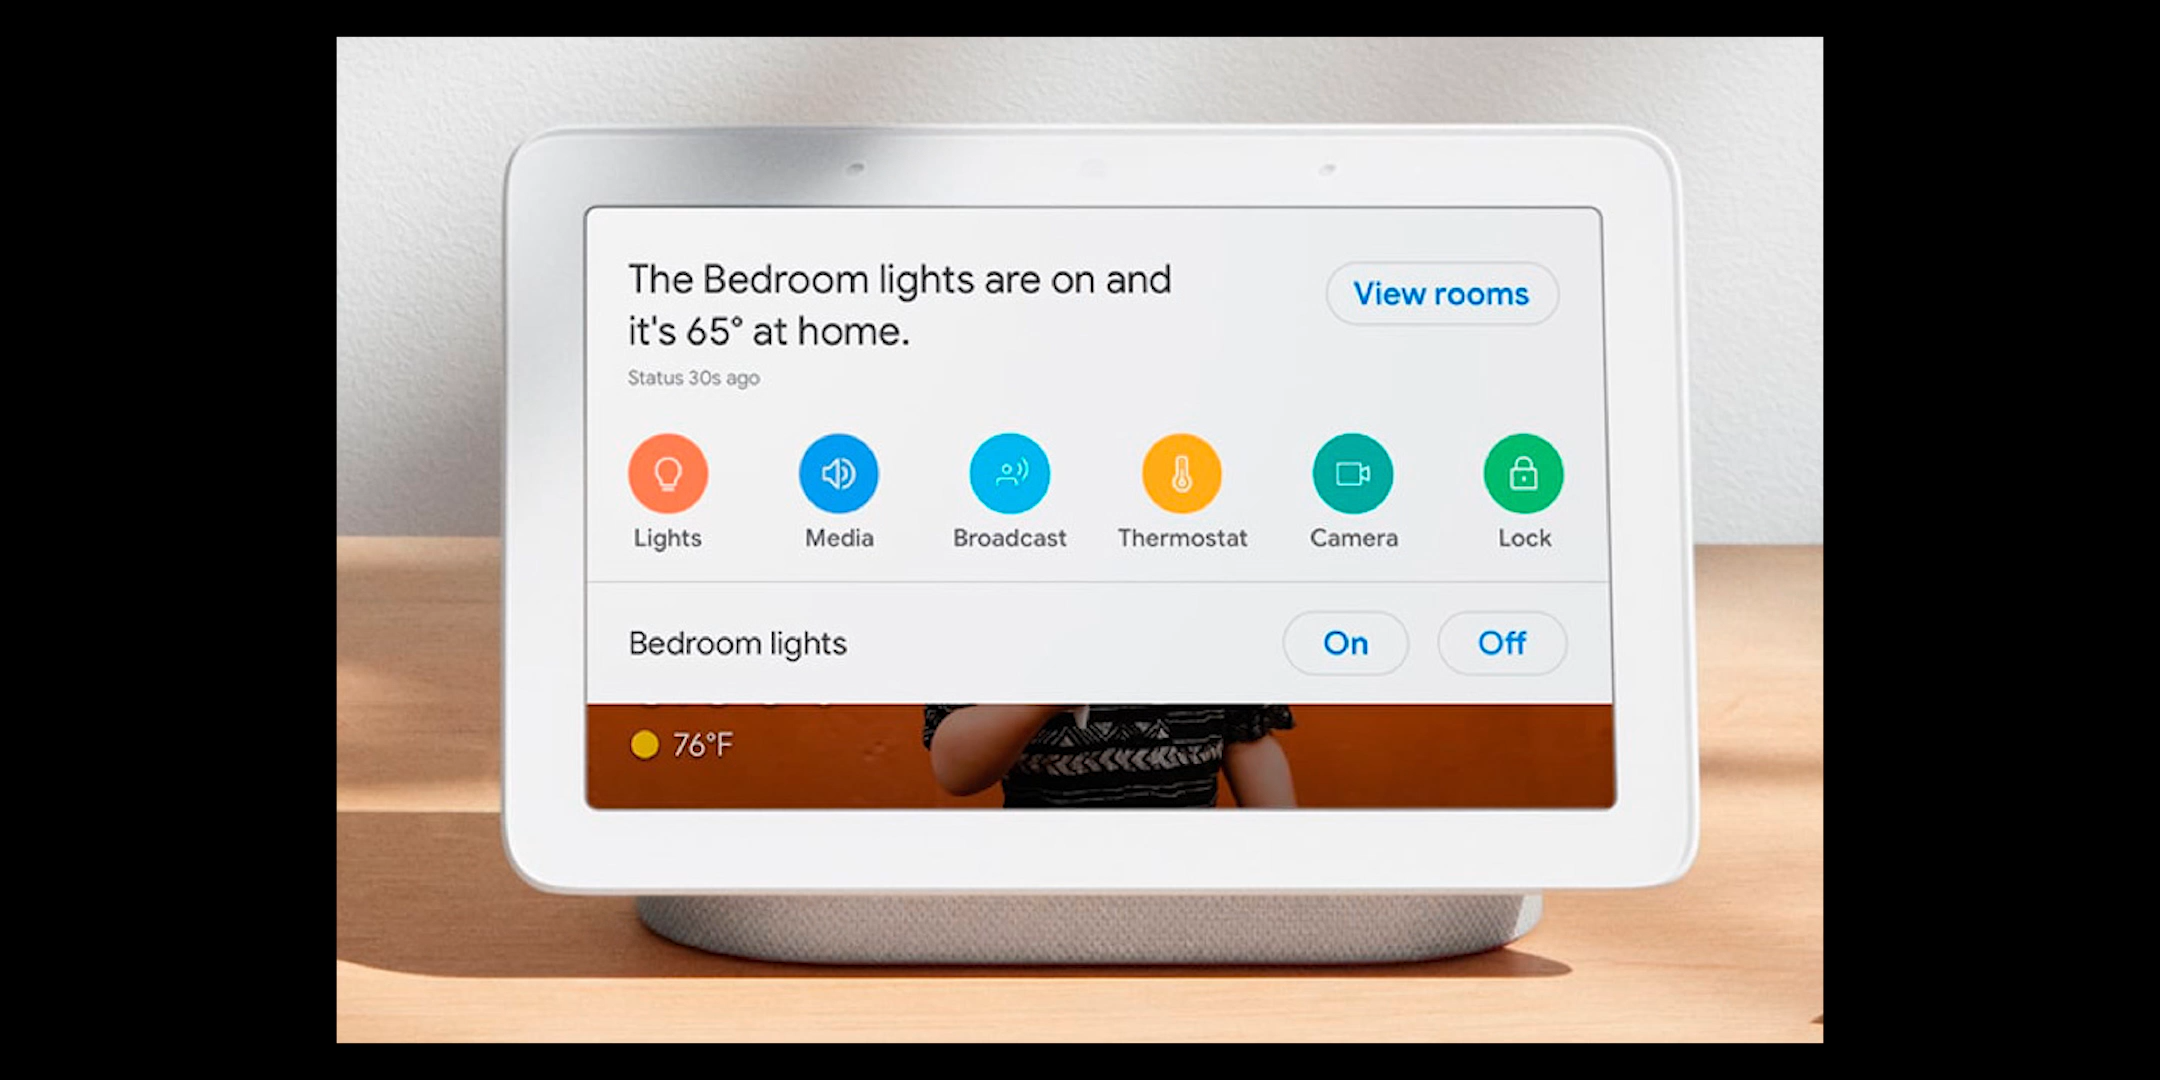 The Bedroom lights are on and
it's 65° at home.
View rooms
Status 30s ago
Lights
Media
Broadcast
Thermostat
Camera
Lock
Bedroom lights
On
Off
76°F